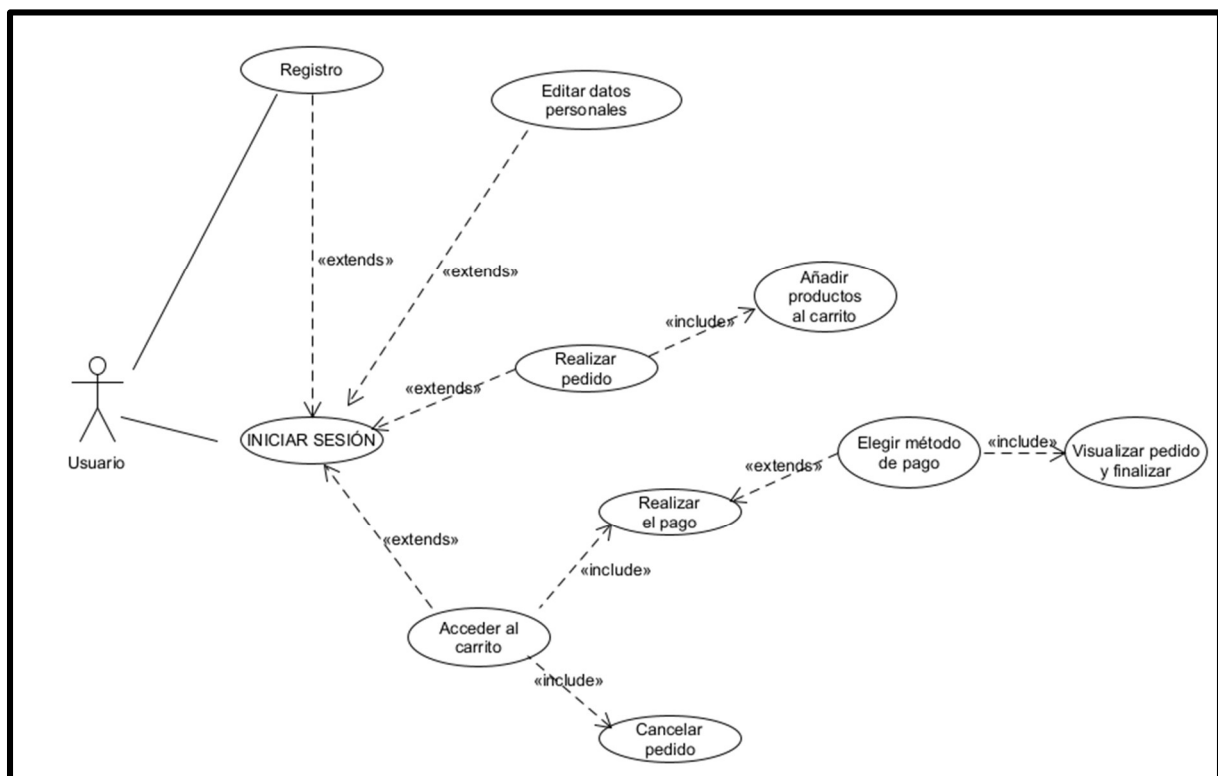 Registro
Editar datos
personales
«extends»
«extends»
Añadir
productos
al carrito
«include»
Realizar
pedido
«extends»
Usuario
INICIAR SESIÓN
Elegir método
de pago
«include»
Visualizar pedido
y finalizar
«extends»
Realizar
el pago
«extends»
«include»
Acceder al
carrito
«include»
Cancelar
pedido